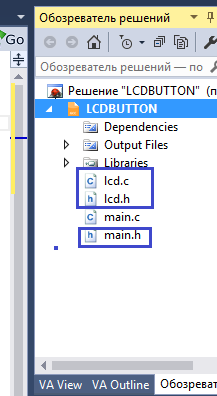 Обозреватель решений
Go
Обозреватель решений — по
Решение "LCDBUTTON" (п
LCDBUTTON
Dependencies
Output Files
Libraries
lcd.c
lcd.h
main.c
main.h
VA View
VA Outline
Обозреват